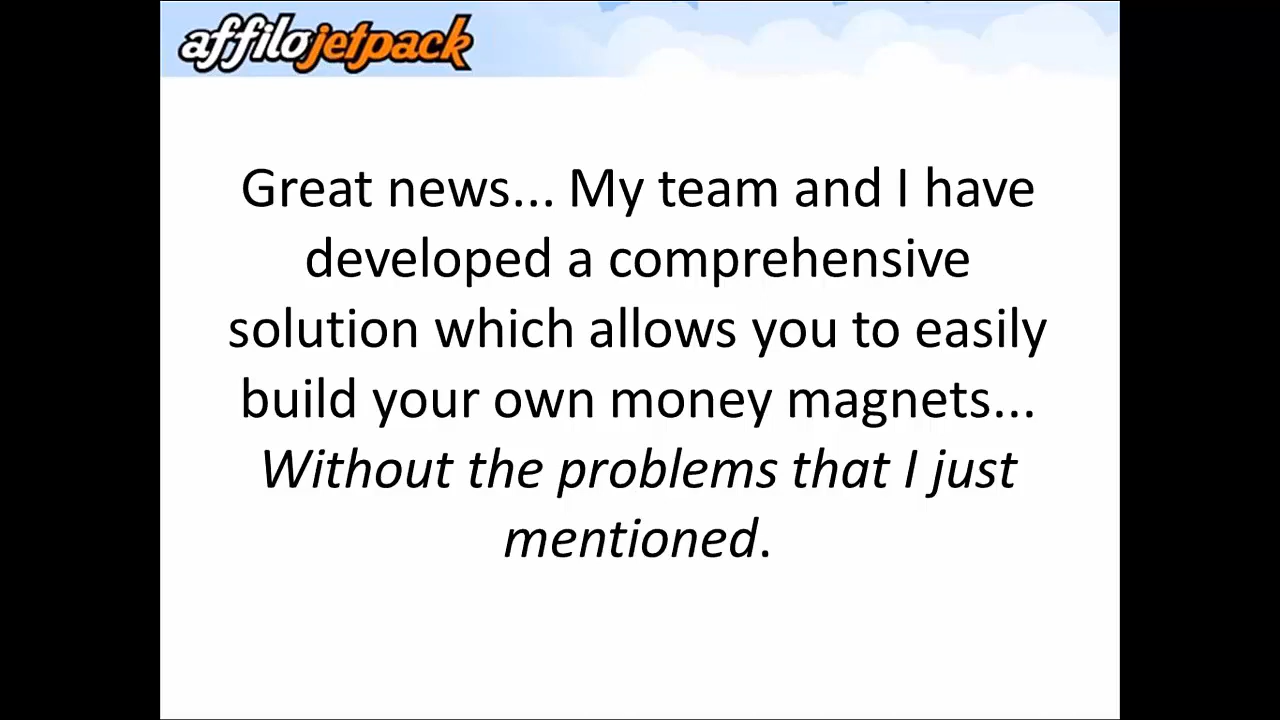 affilojetpack
Great news... My team and I have
developed a comprehensive
solution which allows you to easily
build your own money magnets...
Without the problems that I just
mentioned.